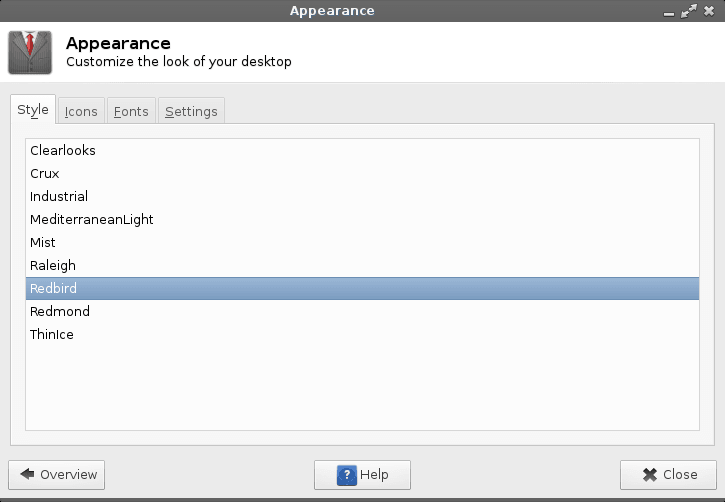 Appearance
Appearance
Customize the look of your desktop
Style Icons Fonts Settings
Clearlooks
Crux
Industrial
MediterraneanLight
Mist
Raleigh
Redbird
Redmond
ThinIce
Overview ? Help Close